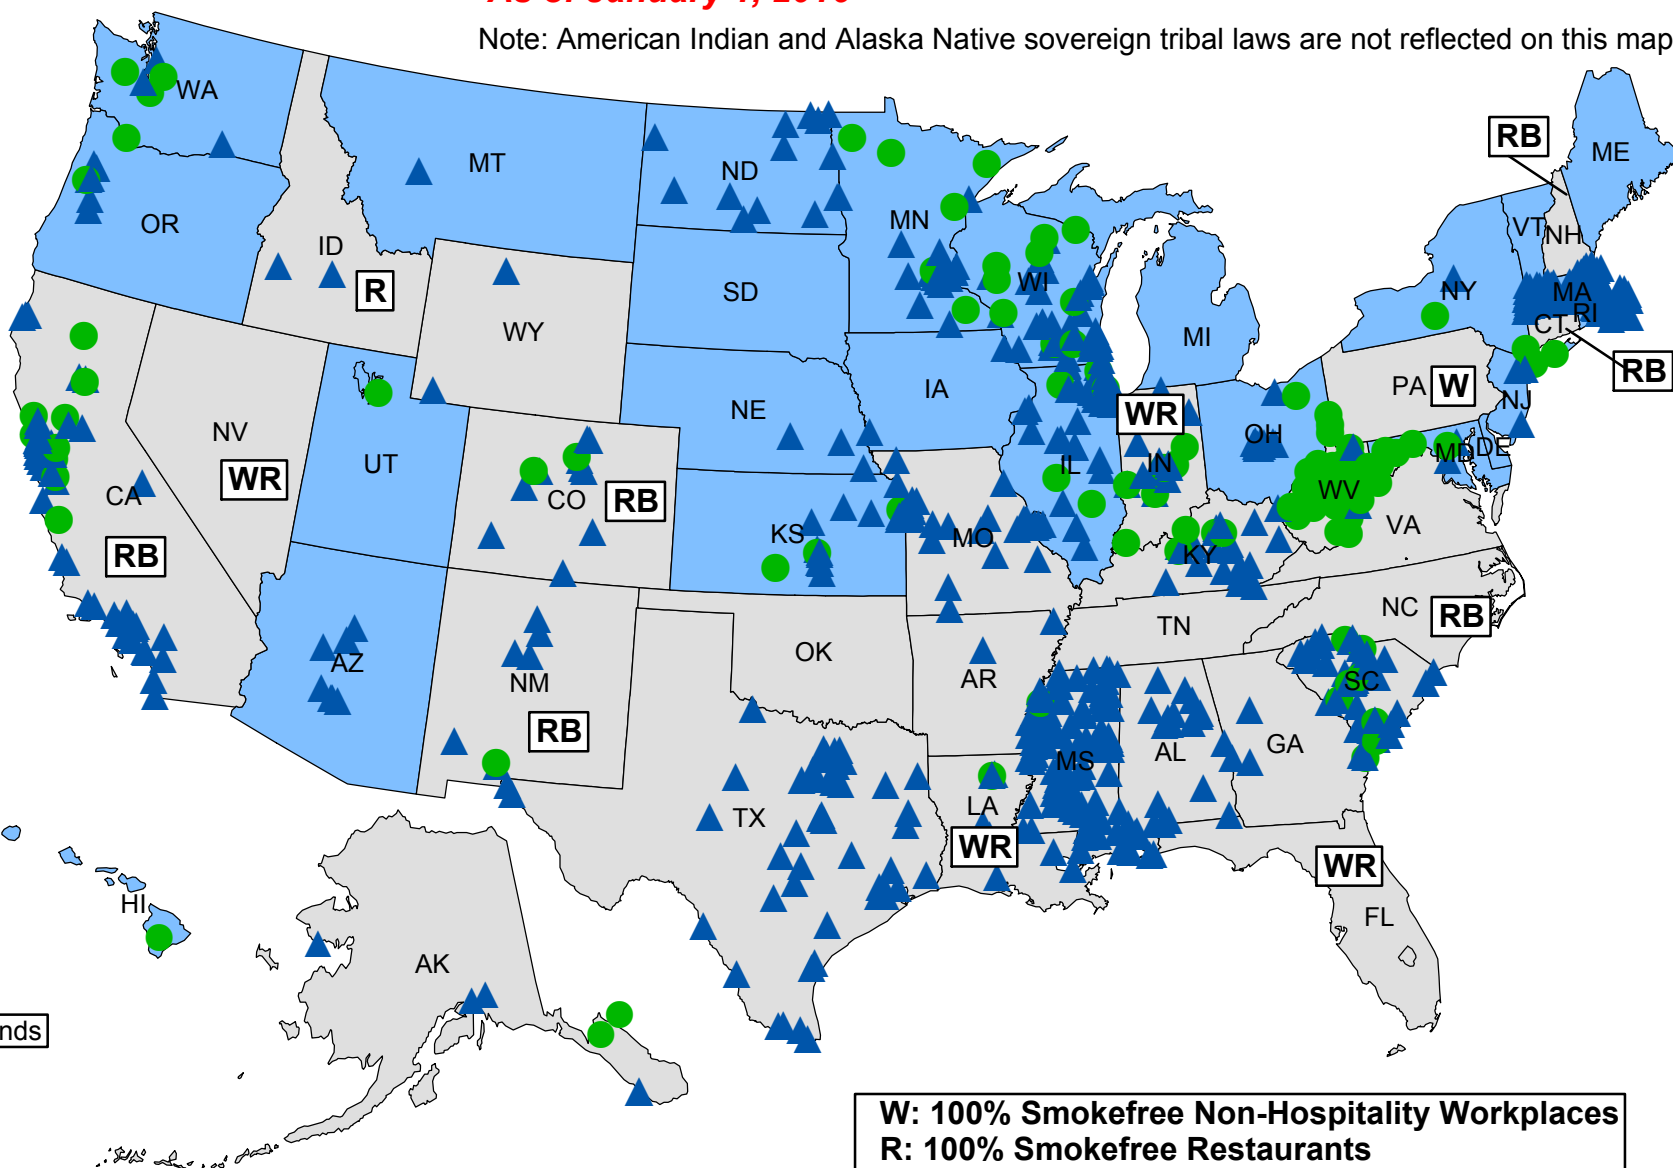 Note: American Indian and Alaska Native sovereign tribal laws are not reflected on this map
RB
WA
ME
MT
ND
OR
MN
VT
NH
ID
R
WI
SD
NY
MA
RI
CT
WY
MI
RB
IA
PA
W
NE
WR
NJ
NV
OH
UT
IL
IN
MD
DE
WR
CA
CO
RB
WV
KS
MO
VA
RB
KY
NC
RB
TN
OK
AZ
AR
NM
SC
RB
MS
AL
GA
LA
TX
WR
WR
HI
FL
AK
nds
W: 100% Smokefree Non-Hospitality Workplaces
R: 100% Smokefree Restaurants